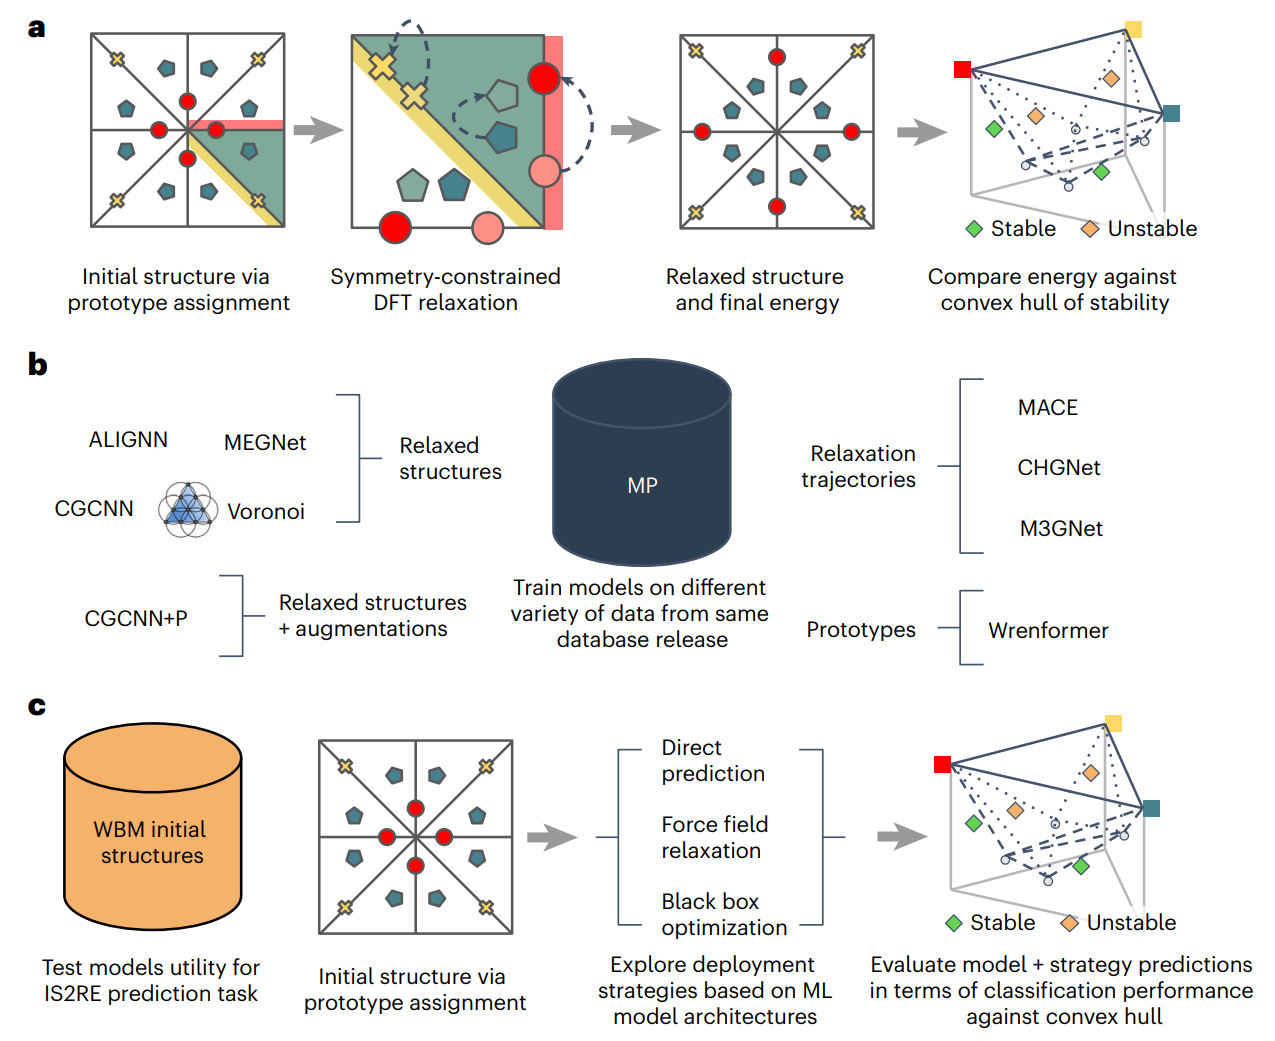 a
Initial structure via
prototype assignment
Symmetry-constrained
DFT relaxation
Relaxed structure
and final energy
Stable
Unstable
Compare energy against
convex hull of stability
b
ALIGNN
MEGNet
CGCNN
Voronoi
Relaxed
structures
CGCNN+P
Relaxed structures
+ augmentations
MP
Train models on different
variety of data from same
database release
Relaxation
trajectories
MACE
CHGNet
M3GNet
Prototypes
Wrenformer
c
WBM initial
structures
Test models utility for
IS2RE prediction task
Initial structure via
prototype assignment
Direct
prediction
Force field
relaxation
Black box
optimization
Explore deployment
strategies based on ML
model architectures
Stable
Unstable
Evaluate model + strategy predictions
in terms of classification performance
against convex hull